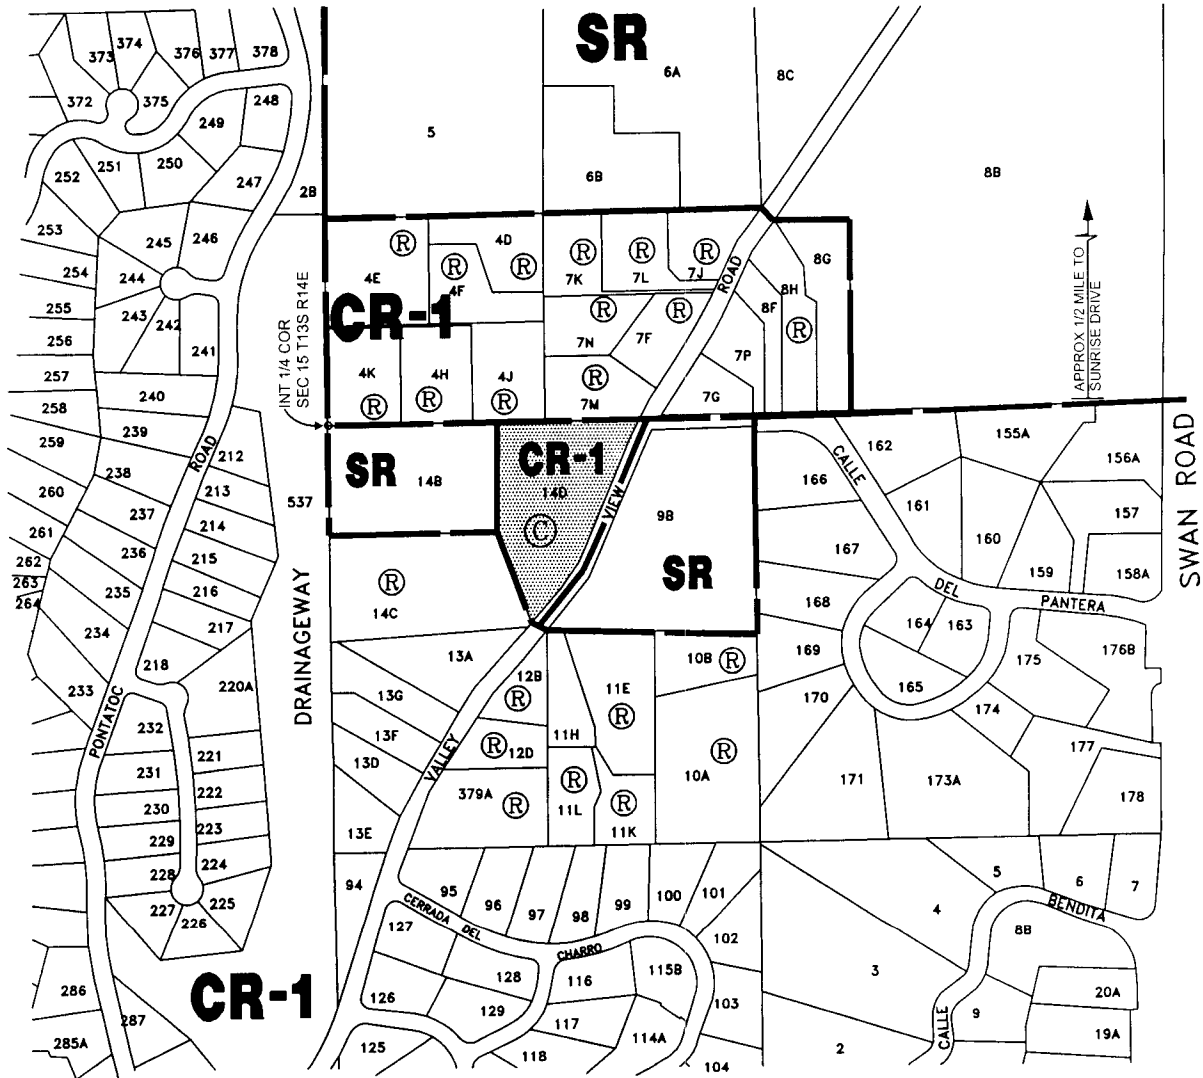 373 374 376 377 378
SR
6A 8C
372 375 248
249
5
251 250
252 247 2B
6B
8B
253 245 246
254 244
255 243 242
256 241
257
258 240
259 239
4E Ⓡ 4D Ⓡ
Ⓡ 4F
7K Ⓡ 7L Ⓡ 7J Ⓡ
ROAD
8G
8H
8F Ⓡ
CR-1
7N Ⓡ 7F Ⓡ
7P
4K Ⓡ 4H Ⓡ 4J Ⓡ
7M Ⓡ 7G
INT 1/4 COR
SEC 15 T13S R14E
APPROX 1/2 MILE TO
SUNRISE DRIVE
SWAN ROAD
ROAD
212
SR
14B
CR-1
14D
Ⓒ
VIEW
9B
SR
CALLE
162 155A
156A
166
161 157
260 238 213
537
261 237 214
262 236 215
263 235 216
264
234 217
167 160 159 158A
DEL
PANTERA
Ⓡ
14C
168
164 163
DRAINAGEWAY
218
233 220A
PONTATOC
232
13A
12B Ⓡ
10B Ⓡ
169
175 176B
165
170 174
13G
11E Ⓡ
11H
13F
13D
VALLEY
Ⓡ 12D
10A Ⓡ
177
171 173A
178
221
231 222
230 223
229 224
228
227 225
226
379A Ⓡ
Ⓡ 11L
Ⓡ 11K
13E
94 95
96 97 98 99 100 101
CERRADA DEL
CHARRO
127
102
5 6 7
4
BENDITA
8B
128 116 115B
3
CR-1
126 129
103
286
287
117
114A
20A
9
19A
CALLE
285A
125 118
104
2